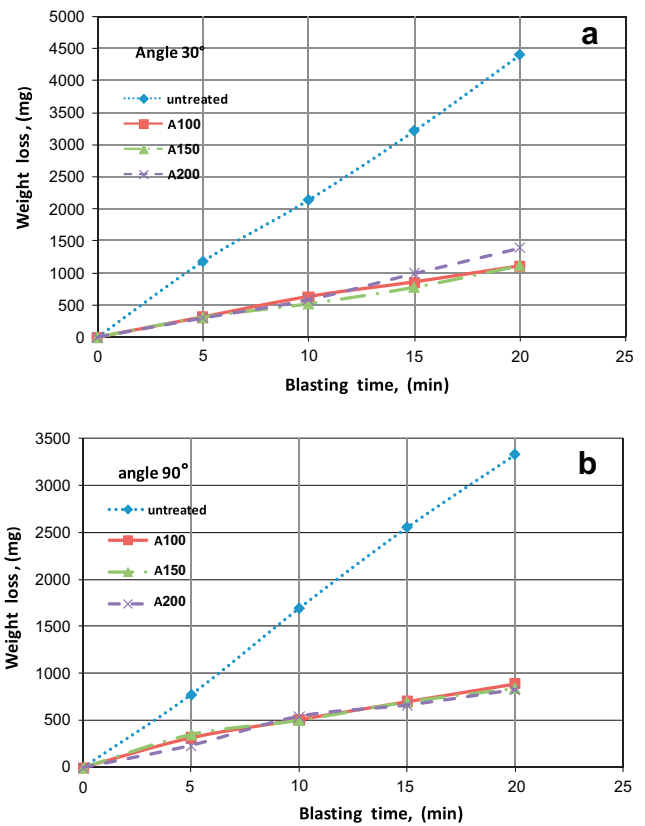 5000
a
Angle 30°
4500
4000
untreated
3500
A100
3000
A150
2500
A200
2000
1500
1000
500
0
Weight loss, (mg)
0 5 10 15 20 25
Blasting time, (min)
3500
b
angle 90°
3000
untreated
2500
A100
A150
2000
A200
1500
1000
500
0
Weight loss, (mg)
0 5 10 15 20 25
Blasting time, (min)